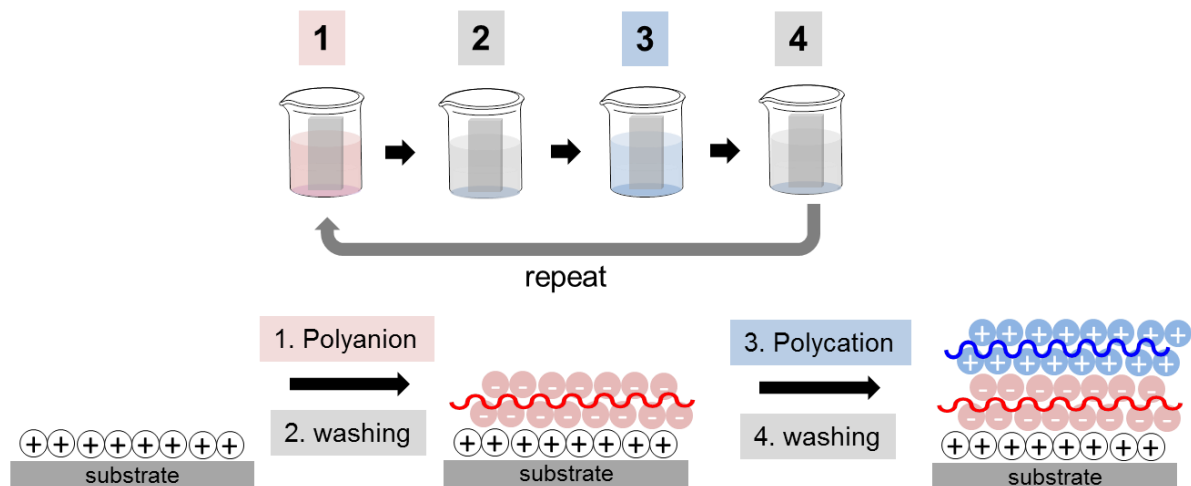 1
2
3
4
repeat
1. Polyanion
2. washing
3. Polycation
4. washing
+ + + + + + + +
substrate
- - - - - - -
- - - - - - - -
+ + + + + + + +
substrate
+ + + + + + + +
+ + + + + + + +
- - - - - - -
- - - - - - - -
+ + + + + + + +
substrate